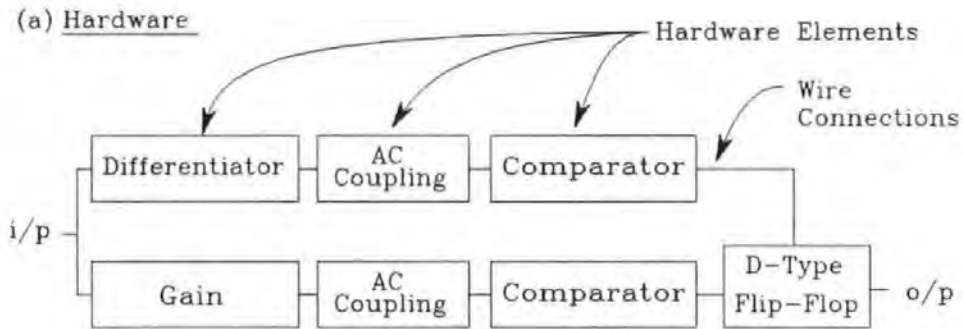 (a) Hardware
Hardware Elements
Wire
Connections
Differentiator
AC
Coupling
Comparator
i/p
Gain
AC
Coupling
Comparator
D-Type
Flip-Flop
o/p